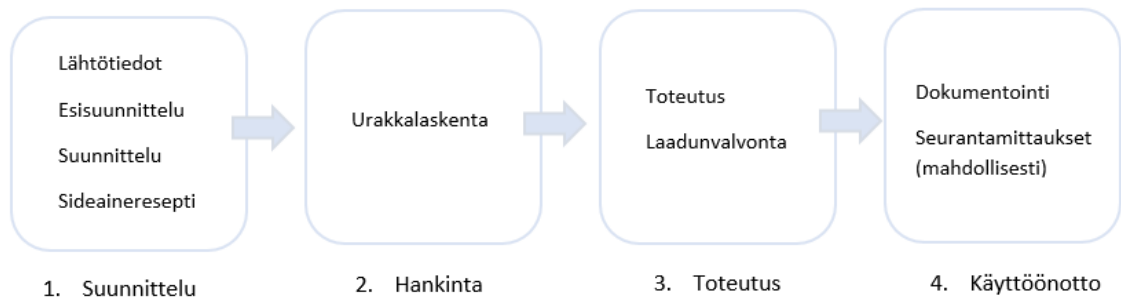 Lähtötiedot
Esisuunnittelu
Suunnittelu
Sideaineresepti
Urakkalaskenta
Toteutus
Laadunvalvonta
Dokumentointi
Seurantamittaukset
(mahdollisesti)
1. Suunnittelu
2. Hankinta
3. Toteutus
4. Käyttöönotto